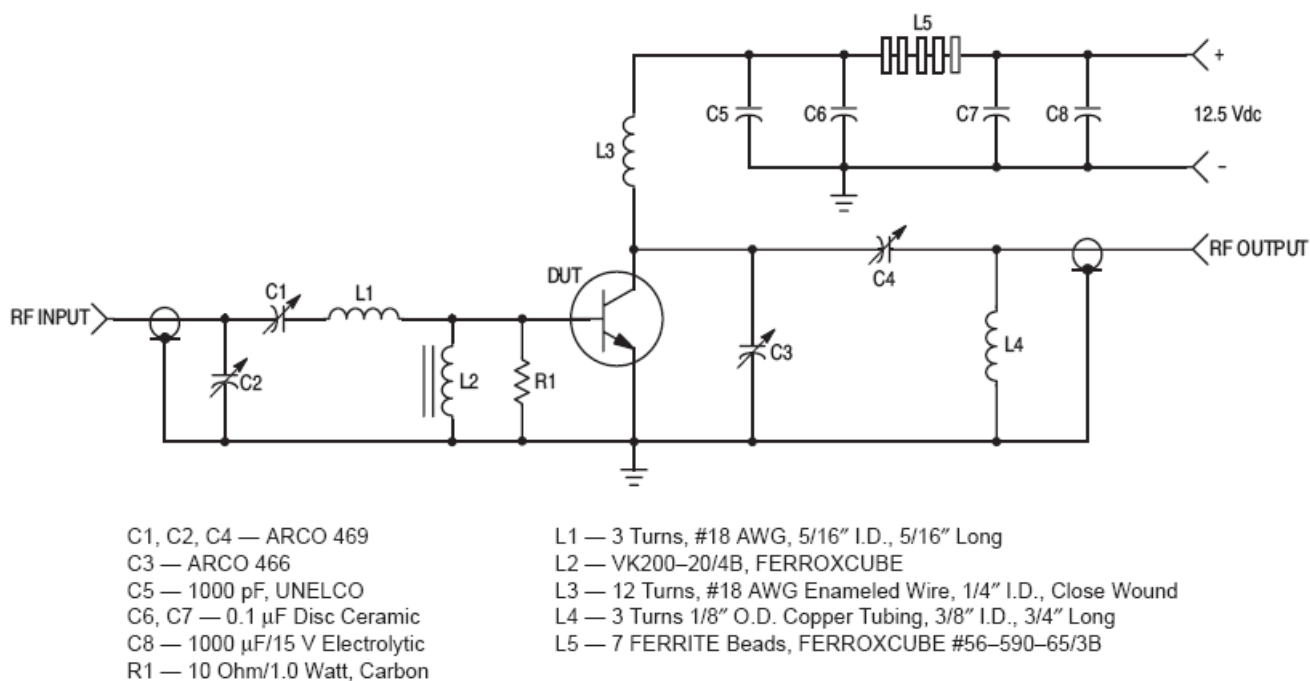 L5
+
C5
C6
C7
C8
12.5 Vdc
L3
−
RF OUTPUT
DUT
C4
C1
L1
RF INPUT
C3
L4
C2
L2
R1
C1, C2, C4 — ARCO 469
C3 — ARCO 466
C5 — 1000 pF, UNELCO
C6, C7 — 0.1 μF Disc Ceramic
C8 — 1000 μF/15 V Electrolytic
R1 — 10 Ohm/1.0 Watt, Carbon
L1 — 3 Turns, #18 AWG, 5/16″ I.D., 5/16″ Long
L2 — VK200–20/4B, FERROXCUBE
L3 — 12 Turns, #18 AWG Enameled Wire, 1/4″ I.D., Close Wound
L4 — 3 Turns 1/8″ O.D. Copper Tubing, 3/8″ I.D., 3/4″ Long
L5 — 7 FERRITE Beads, FERROXCUBE #56–590–65/3B